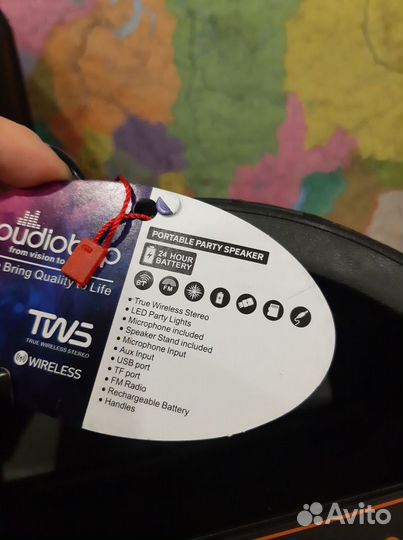 from vision to
Bring Quality to Life
TWS
TRUE WIRELESS STEREO
WIRELESS
PORTABLE PARTY SPEAKER
24 HOUR
BATTERY
BT
FM
• True Wireless Stereo
• LED Party Lights
• Microphone included
• Speaker Stand included
• Microphone Input
• Aux Input
• USB port
• TF port
• FM Radio
• Rechargeable Battery
• Handles
Avito